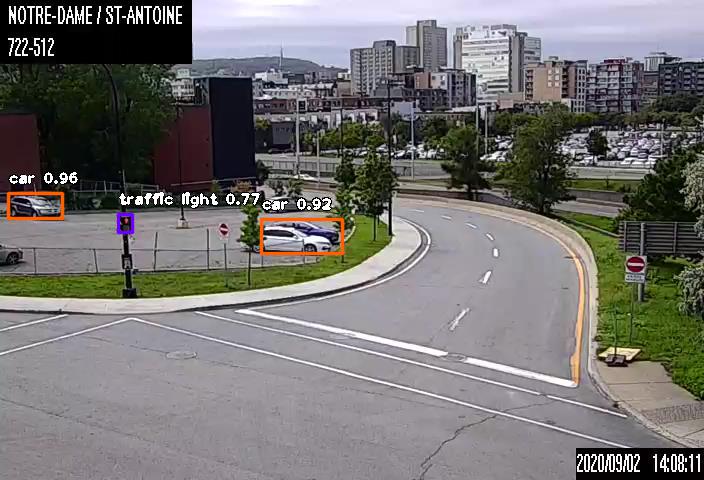 NOTRE-DAME / ST-ANTOINE
722-512
car 0.96
traffic light 0.77
car 0.92
2020/09/02 14:08:11